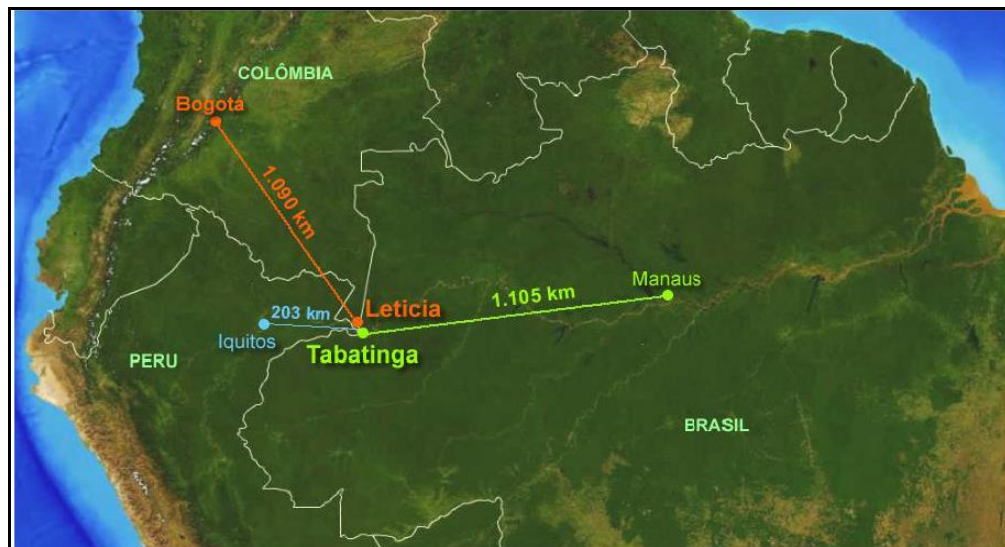 COLÔMBIA
Bogotá
1.090 km
Manaus
1.105 km
Leticia
203 km
Iquitos
Tabatinga
PERU
BRASIL